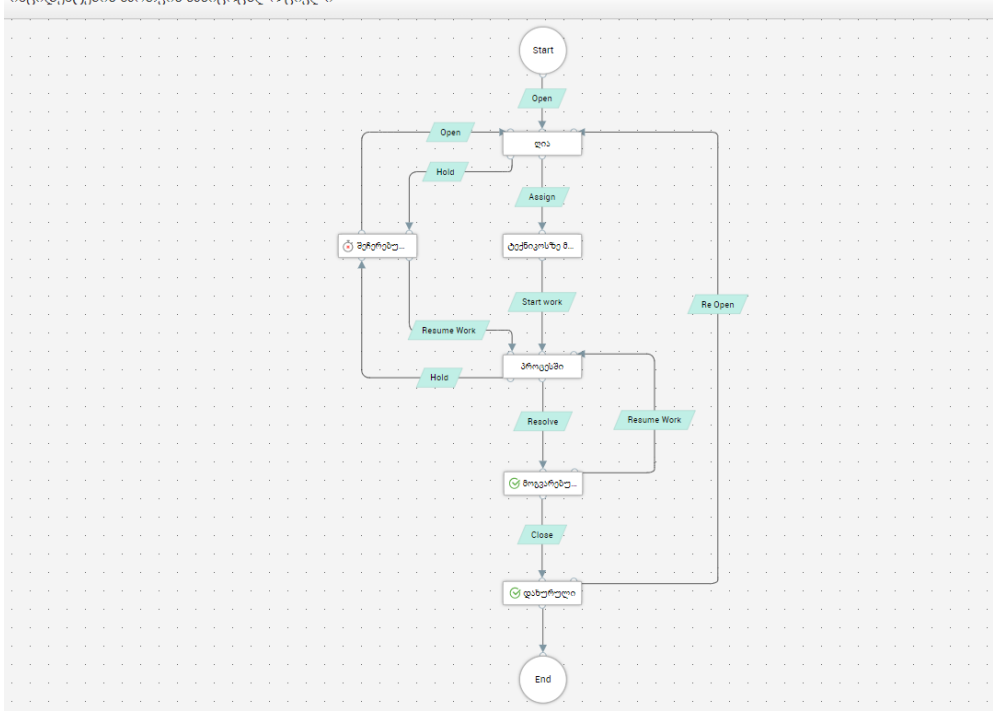 Start
Open
Open
ღია
Hold
Assign
შეჩერებუ...
ტექნიკოსზე მ...
Start work
Re Open
Resume Work
პროცესში
Hold
Resolve
Resume Work
მოგვარებუ...
Close
დახურული
End